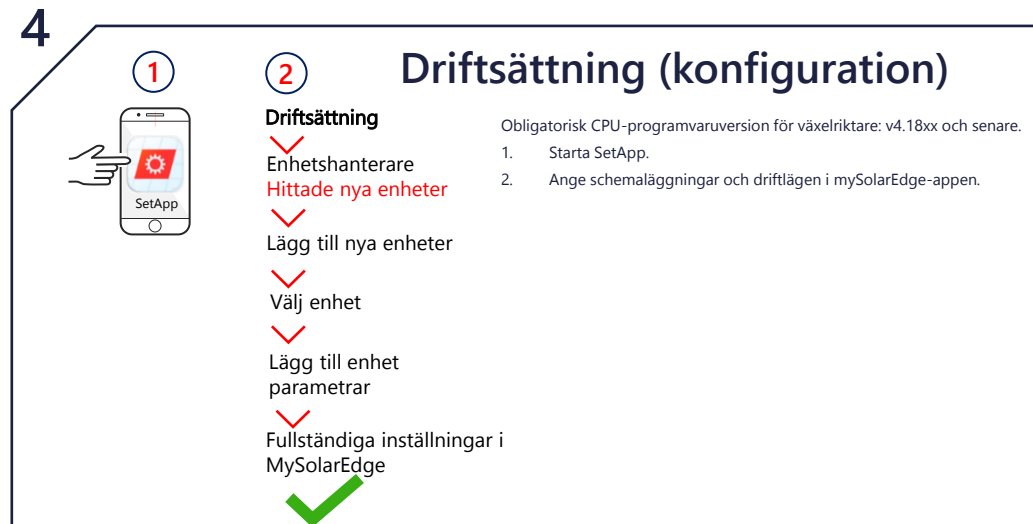 4
Driftsättning (konfiguration)
1
SetApp
2
Driftsättning
Enhetshanterare
Hittade nya enheter
Lägg till nya enheter
Välj enhet
Lägg till enhet
parametrar
Fullständiga inställningar i
MySolarEdge
Obligatorisk CPU-programvaruversion för växelriktare: v4.18xx och senare.
1. Starta SetApp.
2. Ange schemaläggningar och driftlägen i mySolarEdge-appen.